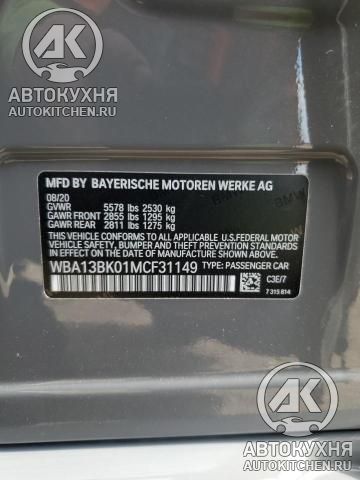 АК
АВТОКУХНЯ
AUTOKITCHEN.RU
MFD BY BAYERISCHE MOTOREN WERKE AG
08/20
GVWR 5578 lbs 2530 kg
GAWR FRONT 2855 lbs 1295 kg
GAWR REAR 2811 lbs 1275 kg
THIS VEHICLE CONFORMS TO ALL APPLICABLE U.S. FEDERAL MOTOR
VEHICLE SAFETY, BUMPER, AND THEFT PREVENTION STANDARDS
IN EFFECT ON THE DATE OF MANUFACTURE SHOWN ABOVE.
WBA13BK01MCF31149 TYPE: PASSENGER CAR
C3E/7
7 315 814
АК
АВТОКУХНЯ
AUTOKITCHEN.RU